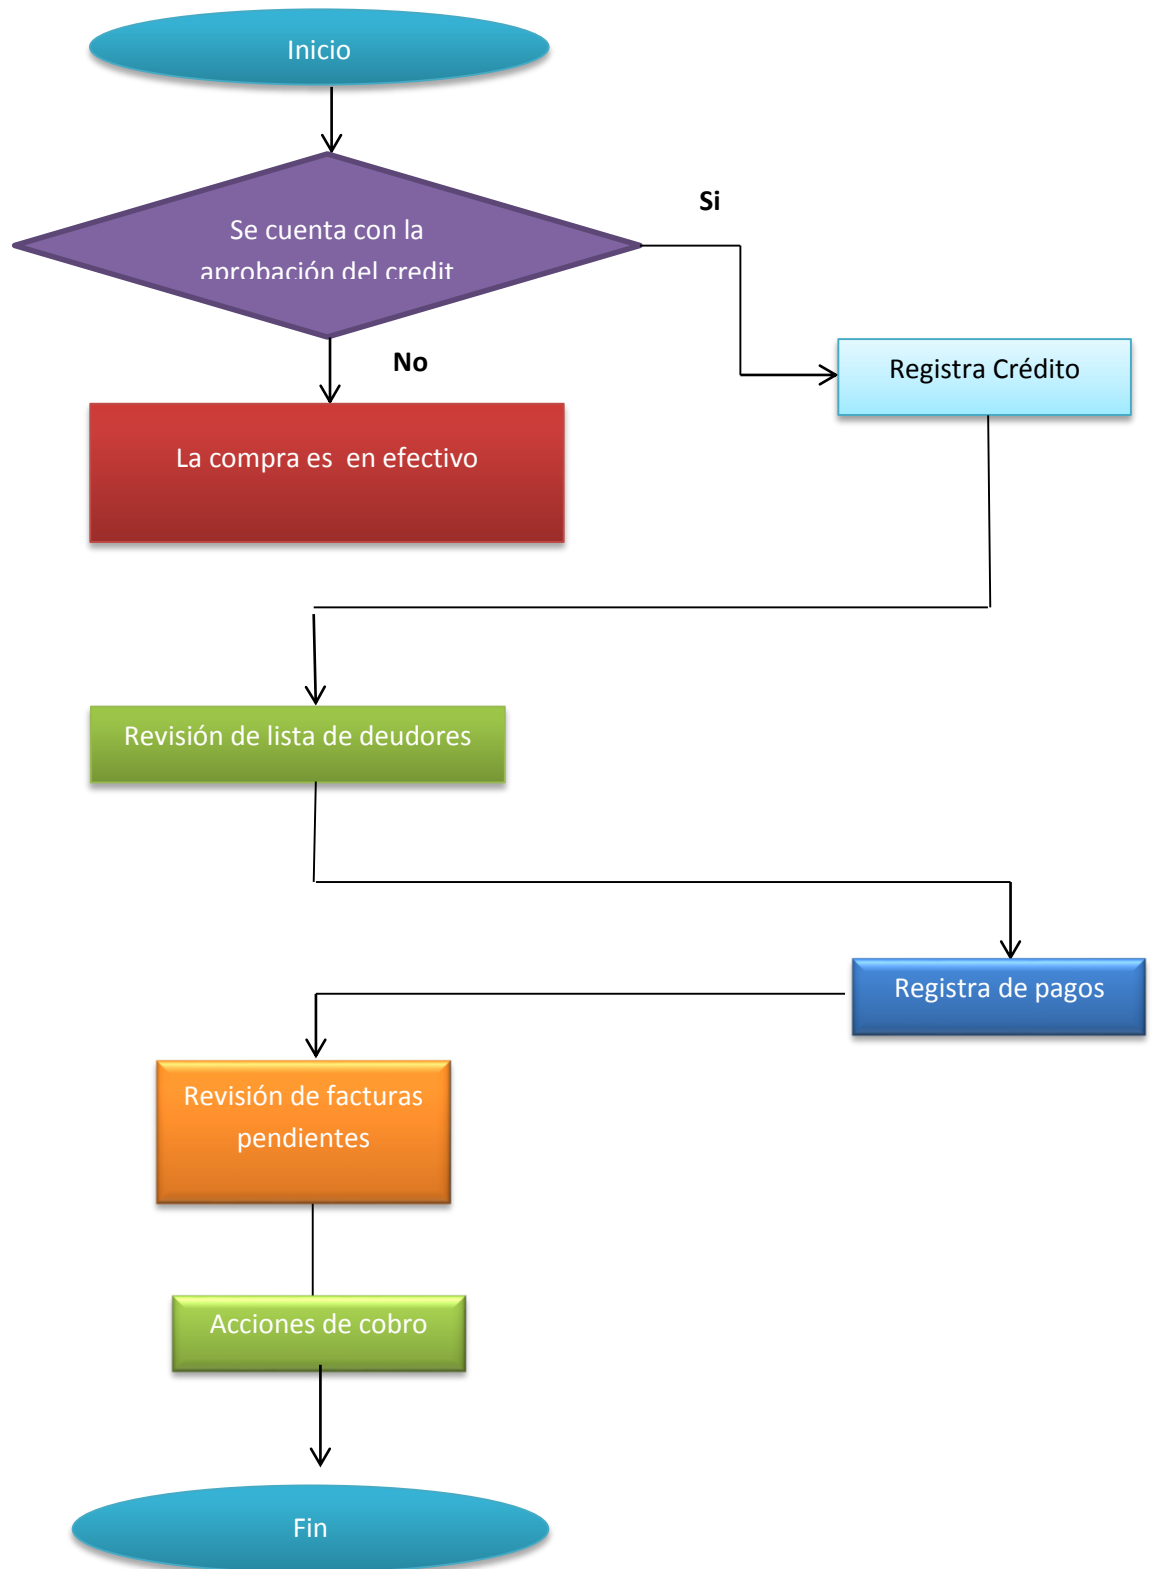 Inicio
Si
Se cuenta con la
aprobación del credit
No
Registra Crédito
La compra es en efectivo
Revisión de lista de deudores
Registra de pagos
Revisión de facturas
pendientes
Acciones de cobro
Fin